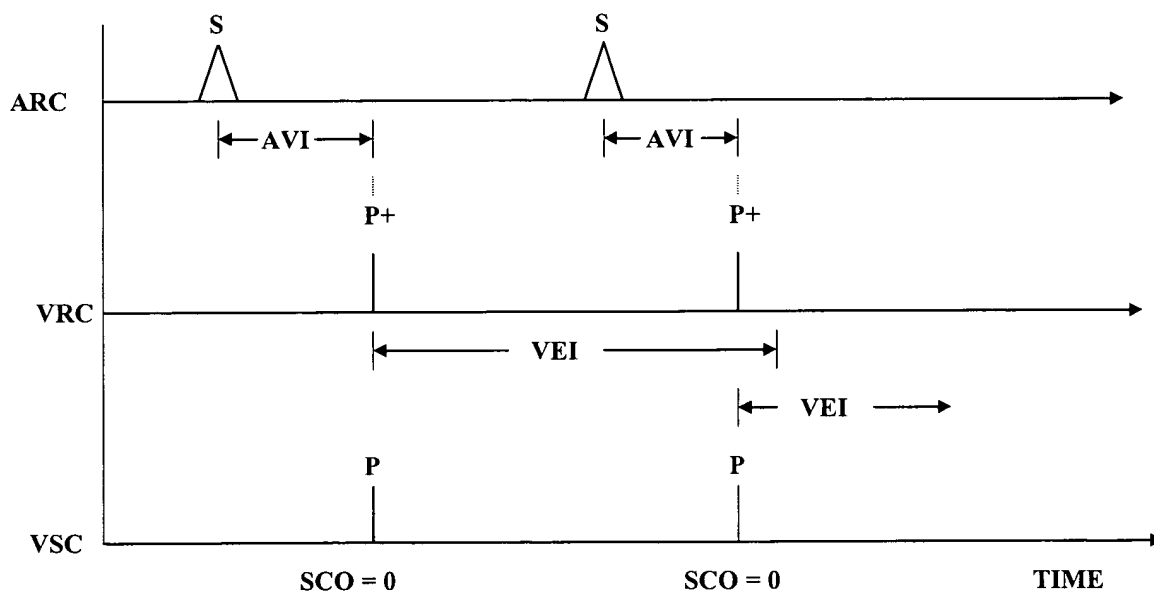 S S
ARC
AVI AVI
P+ P+
VRC
VEI
VEI
P P
VSC
SCO = 0 SCO = 0 TIME